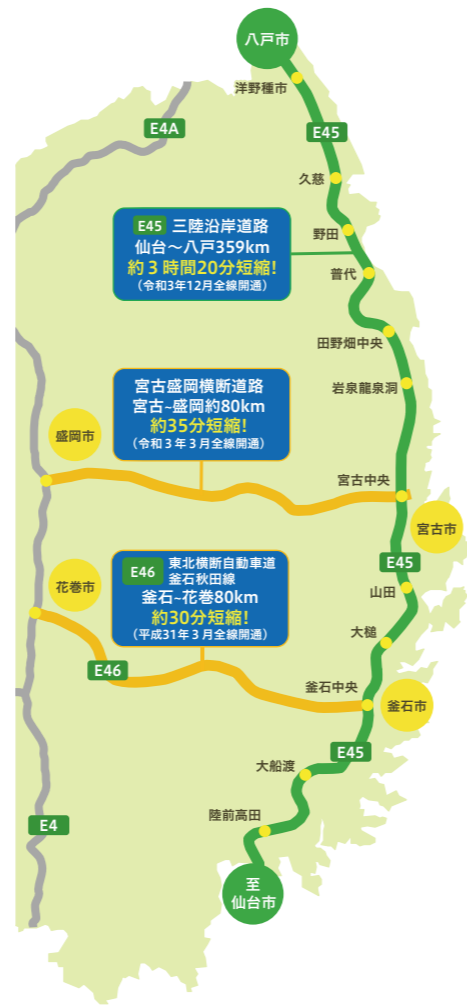 八戸市
洋野種市
E4A
E45
久慈
E45 三陸沿岸道路
仙台～八戸359km
約３時間20分短縮!
（令和3年12月全線開通）
野田
普代
田野畑中央
岩泉龍泉洞
宮古盛岡横断道路
宮古~盛岡約80km
約35分短縮!
（令和３年３月全線開通）
盛岡市
宮古中央
宮古市
E45
E46 東北横断自動車道
釜石秋田線
釜石~花巻80km
約30分短縮!
（平成31年３月全線開通）
花巻市
山田
大槌
E46
釜石中央
釜石市
E45
大船渡
陸前高田
E4
至
仙台市